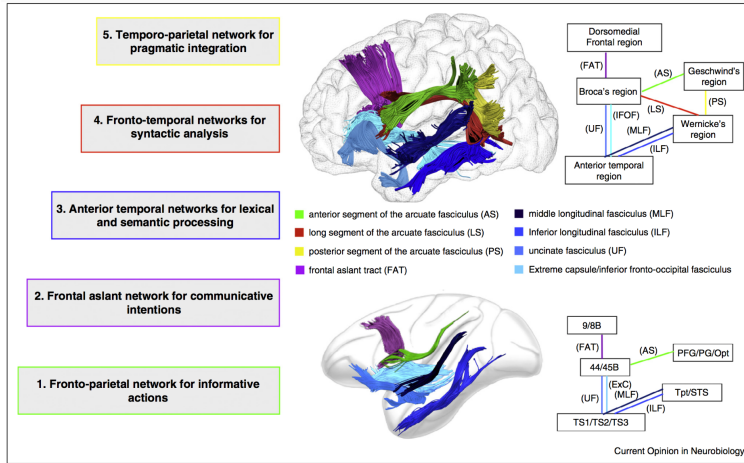 5. Temporo-parietal network for
pragmatic integration
4. Fronto-temporal networks for
syntactic analysis
3. Anterior temporal networks for lexical
and semantic processing
2. Frontal aslant network for communicative
intentions
1. Fronto-parietal network for informative
actions
Dorsomedial
Frontal region
(FAT)
(AS)
Geschwind's
region
Broca's region
(IFOF)
(LS)
(PS)
(UF)
(MLF)
Wernicke's
region
(ILF)
Anterior temporal
region
anterior segment of the arcuate fasciculus (AS)
long segment of the arcuate fasciculus (LS)
posterior segment of the arcuate fasciculus (PS)
frontal aslant tract (FAT)
middle longitudinal fasciculus (MLF)
Inferior longitudinal fasciculus (ILF)
uncinate fasciculus (UF)
Extreme capsule/inferior fronto-occipital fasciculus
9/8B
(FAT)
(AS)
PFG/PG/Opt
44/45B
(ExC)
(UF)
(MLF)
Tpt/STS
(ILF)
TS1/TS2/TS3
Current Opinion in Neurobiology